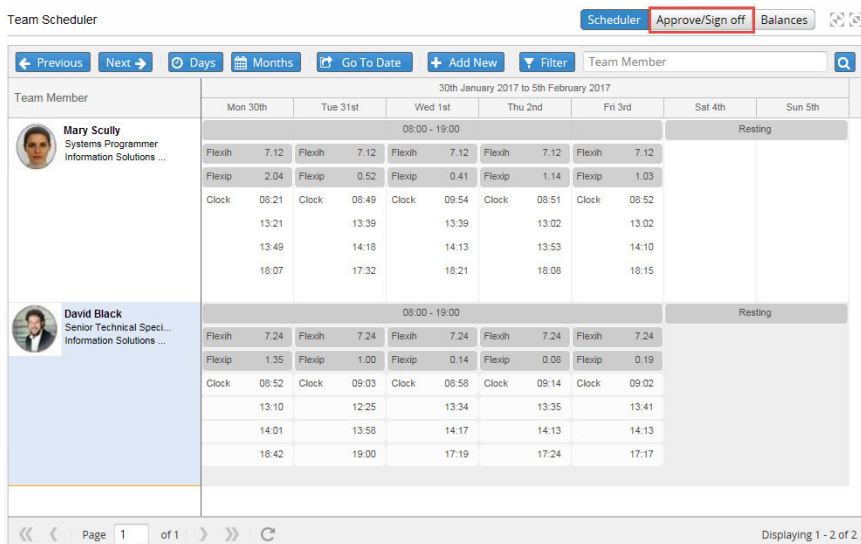 Team Scheduler Scheduler Approve/Sign off Balances
Previous Next Days Months Go To Date Add New Filter Team Member
Team Member 30th January 2017 to 5th February 2017
Mon 30th Tue 31st Wed 1st Thu 2nd Fri 3rd Sat 4th Sun 5th
Mary Scully
Systems Programmer
Information Solutions ...
08:00 - 19:00 Resting
Flexih 7.12 Flexih 7.12 Flexih 7.12 Flexih 7.12 Flexih 7.12
Flexip 2.04 Flexip 0.52 Flexip 0.41 Flexip 1.14 Flexip 1.03
Clock 08:21 Clock 08:49 Clock 09:54 Clock 08:51 Clock 08:52
13:21 13:39 13:39 13:02 13:02
13:49 14:18 14:13 13:53 14:10
18:07 17:32 18:21 18:08 18:15
David Black
Senior Technical Speci...
Information Solutions ...
08:00 - 19:00 Resting
Flexih 7.24 Flexih 7.24 Flexih 7.24 Flexih 7.24 Flexih 7.24
Flexip 1.35 Flexip 1.00 Flexip 0.14 Flexip 0.08 Flexip 0.19
Clock 08:52 Clock 09:03 Clock 08:58 Clock 09:14 Clock 09:02
13:10 12:25 13:34 13:35 13:41
14:01 13:58 14:17 14:13 14:13
18:42 19:00 17:19 17:24 17:17
Page 1 of 1 Displaying 1 - 2 of 2